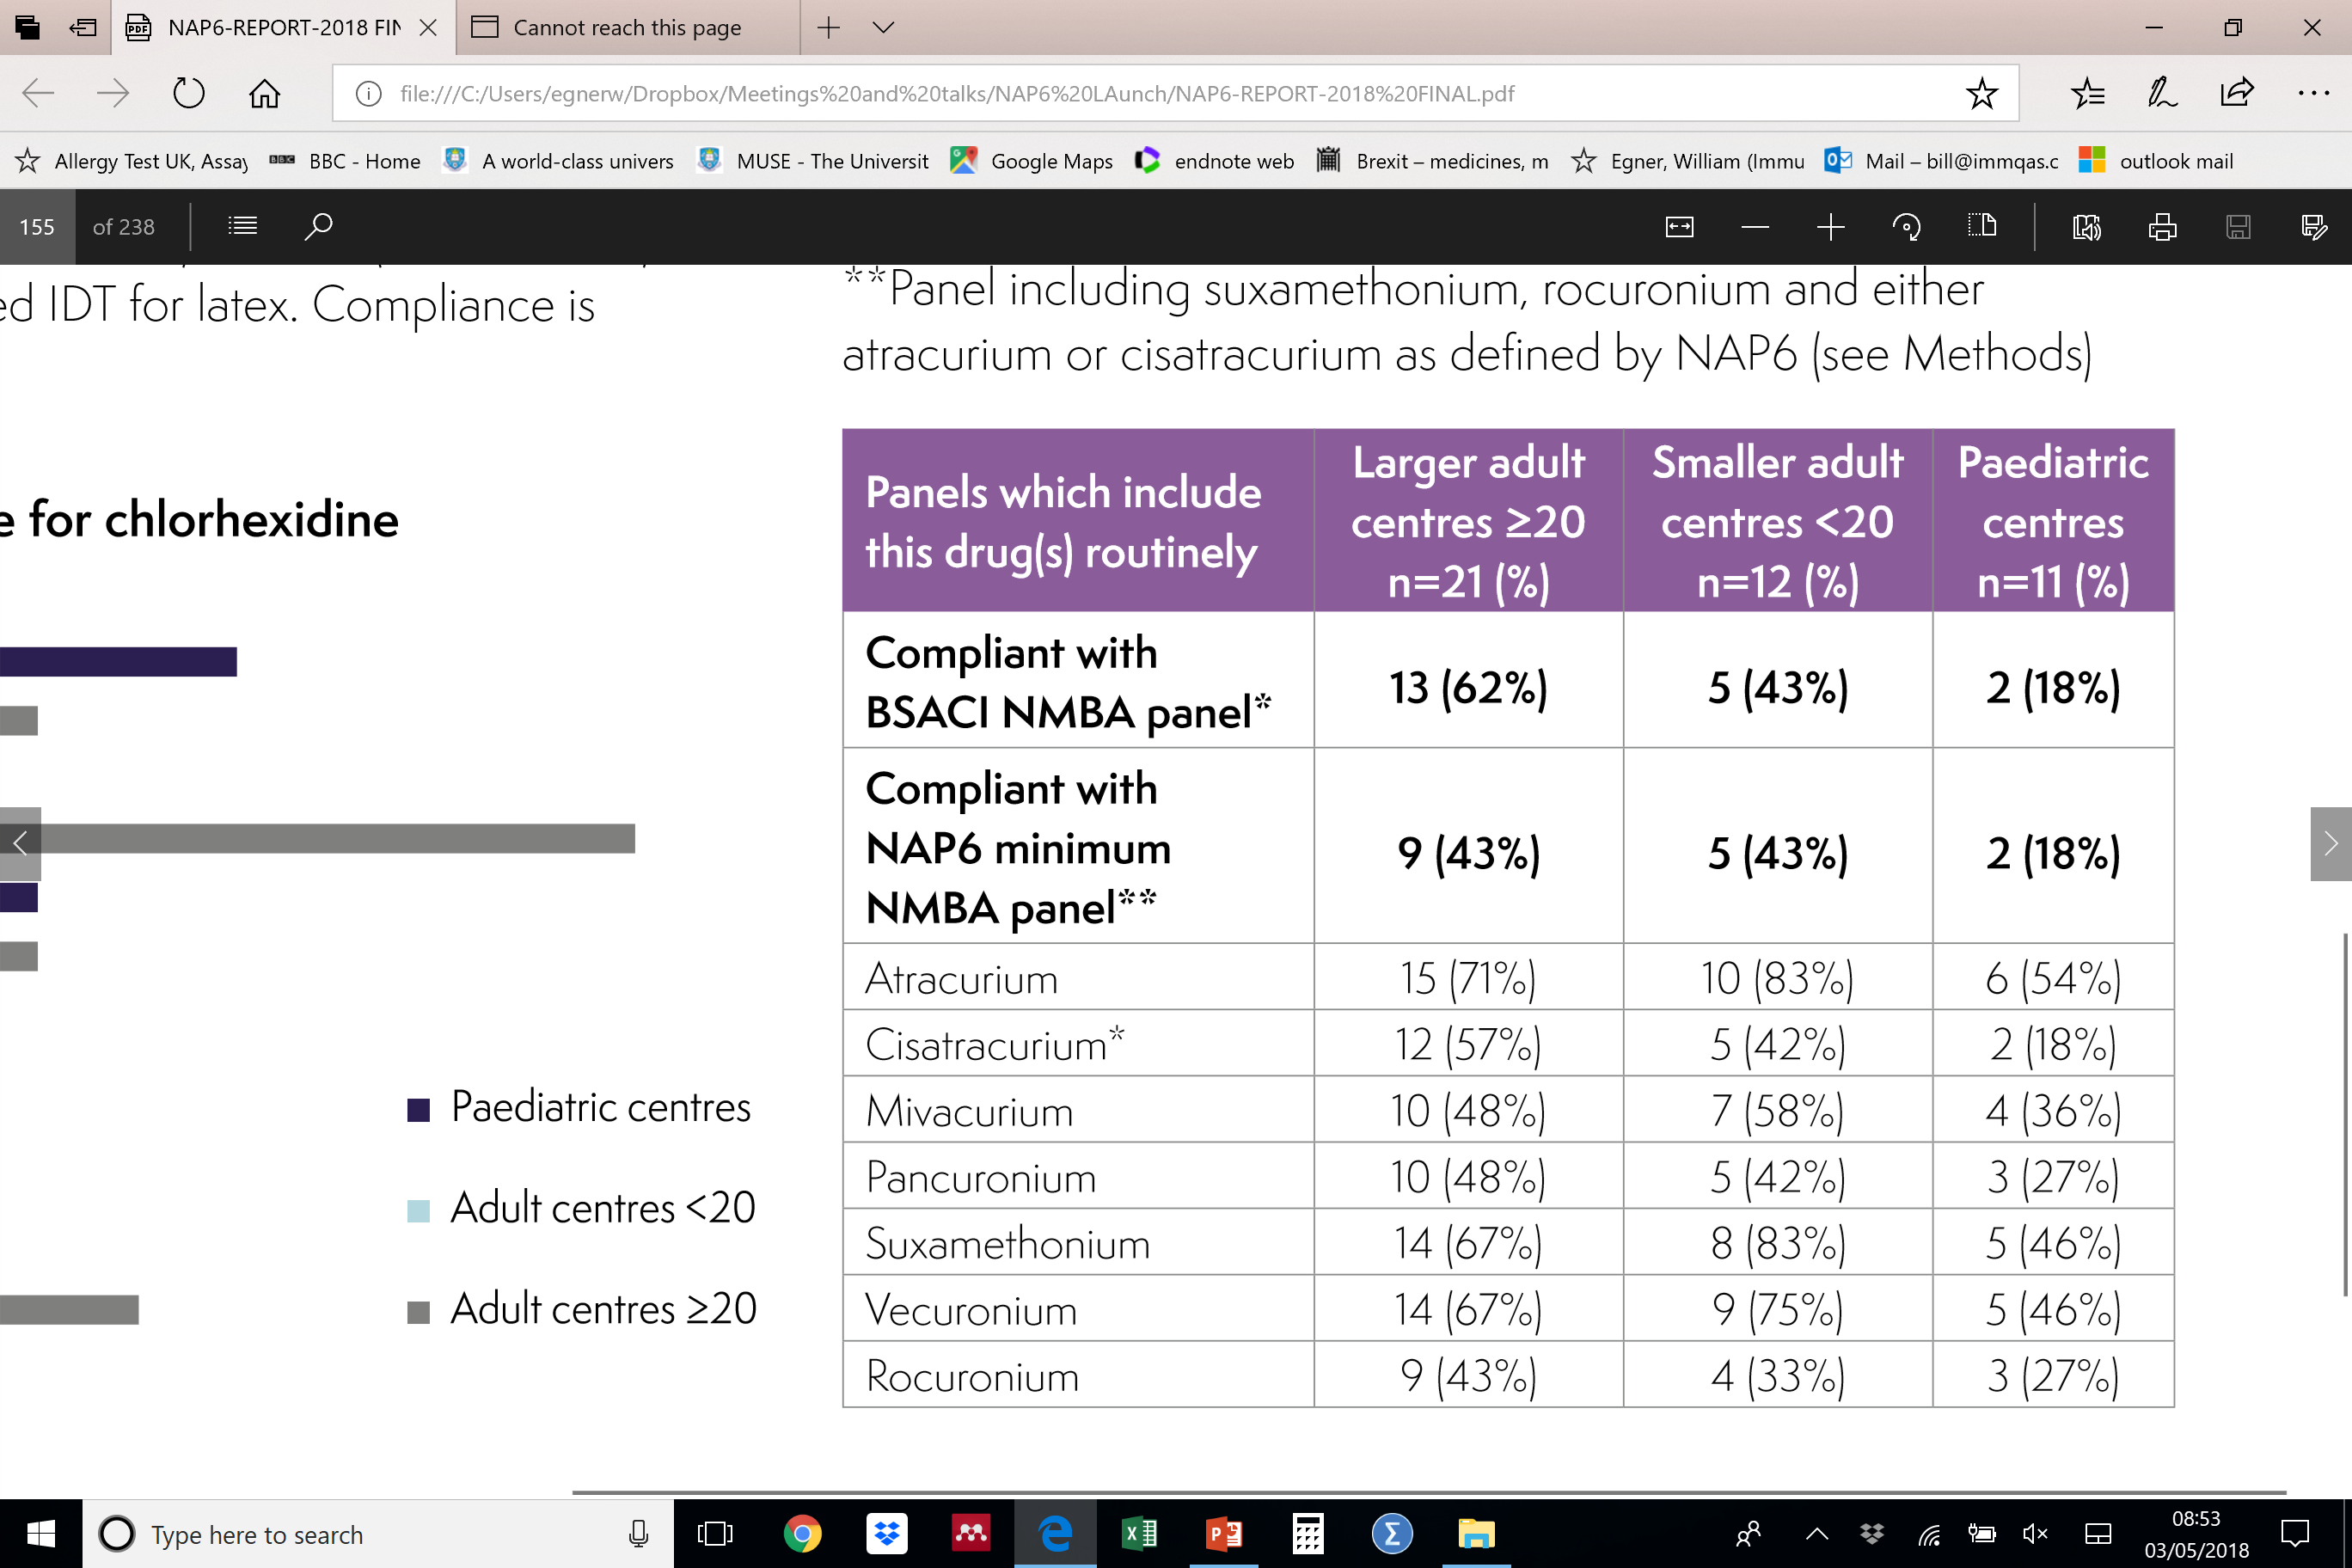 NAP6-REPORT-2018 FIN
Cannot reach this page
file:///C:/Users/egnerw/Dropbox/Meetings%20and%20talks/NAP6%20LAunch/NAP6-REPORT-2018%20FINAL.pdf
Allergy Test UK, Assay
BBC - Home
A world-class univers
MUSE - The Universit
Google Maps
endnote web
Brexit – medicines, m
Egner, William (Immu
Mail – bill@immqas.c
outlook mail
155 of 238
ed IDT for latex. Compliance is
e for chlorhexidine
Paediatric centres
Adult centres <20
Adult centres ≥20
**Panel including suxamethonium, rocuronium and either
atracurium or cisatracurium as defined by NAP6 (see Methods)
Panels which include this drug(s) routinely | Larger adult centres ≥20 n=21 (%) | Smaller adult centres <20 n=12 (%) | Paediatric centres n=11 (%)
Compliant with BSACI NMBA panel* 13 (62%) 5 (43%) 2 (18%)
Compliant with NAP6 minimum NMBA panel** 9 (43%) 5 (43%) 2 (18%)
Atracurium 15 (71%) 10 (83%) 6 (54%)
Cisatracurium* 12 (57%) 5 (42%) 2 (18%)
Mivacurium 10 (48%) 7 (58%) 4 (36%)
Pancuronium 10 (48%) 5 (42%) 3 (27%)
Suxamethonium 14 (67%) 8 (83%) 5 (46%)
Vecuronium 14 (67%) 9 (75%) 5 (46%)
Rocuronium 9 (43%) 4 (33%) 3 (27%)
Type here to search
08:53
03/05/2018